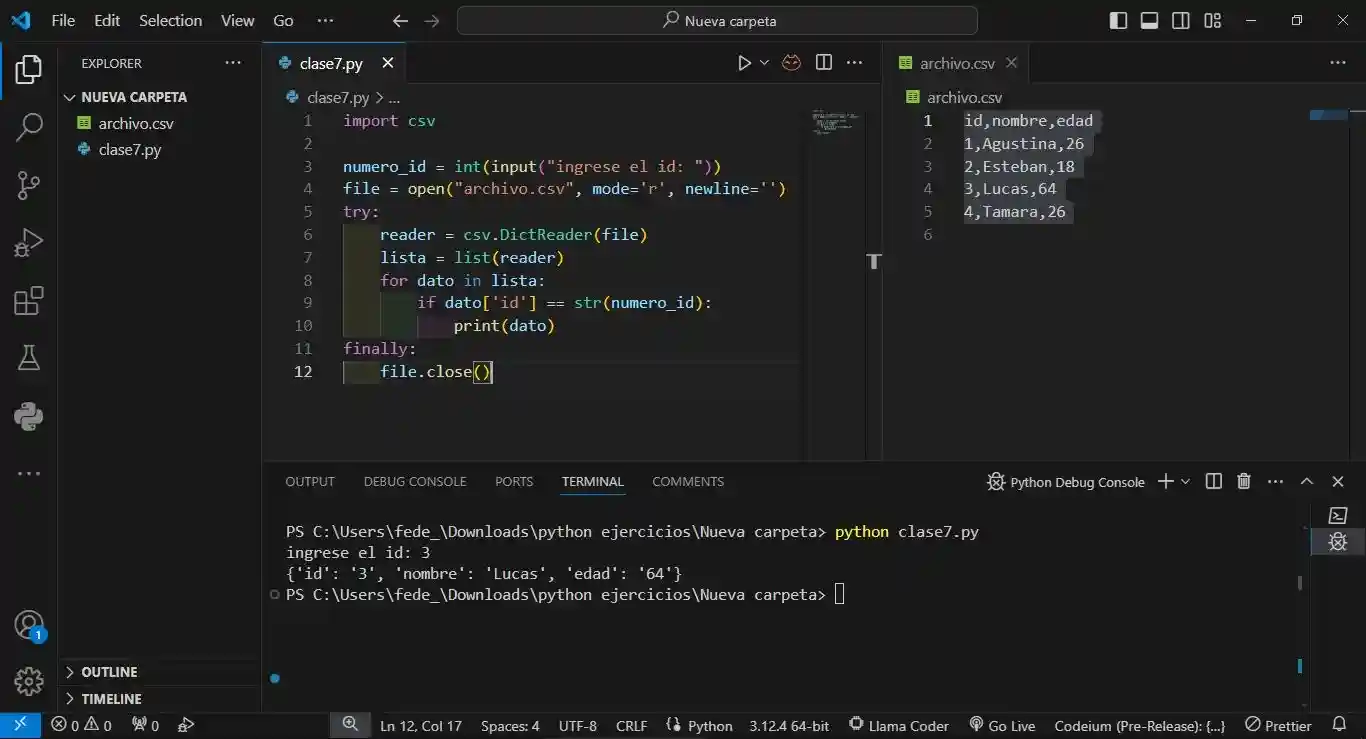 File Edit Selection View Go ··· Nueva carpeta
EXPLORER ···
NUEVA CARPETA
archivo.csv
clase7.py
OUTLINE
TIMELINE
clase7.py
clase7.py > ...
1 import csv
2
3 numero_id = int(input("ingrese el id: "))
4 file = open("archivo.csv", mode='r', newline='')
5 try:
6     reader = csv.DictReader(file)
7     lista = list(reader)
8     for dato in lista:
9         if dato['id'] == str(numero_id):
10             print(dato)
11 finally:
12     file.close()
archivo.csv
archivo.csv
1 id,nombre,edad
2 1,Agustina,26
3 2,Esteban,18
4 3,Lucas,64
5 4,Tamara,26
6
T
OUTPUT DEBUG CONSOLE PORTS TERMINAL COMMENTS Python Debug Console
PS C:\Users\fede_\Downloads\python ejercicios\Nueva carpeta> python clase7.py
ingrese el id: 3
{'id': '3', 'nombre': 'Lucas', 'edad': '64'}
PS C:\Users\fede_\Downloads\python ejercicios\Nueva carpeta>
1
0 0 0 Ln 12, Col 17 Spaces: 4 UTF-8 CRLF Python 3.12.4 64-bit Llama Coder Go Live Codeium (Pre-Release): {...} Prettier